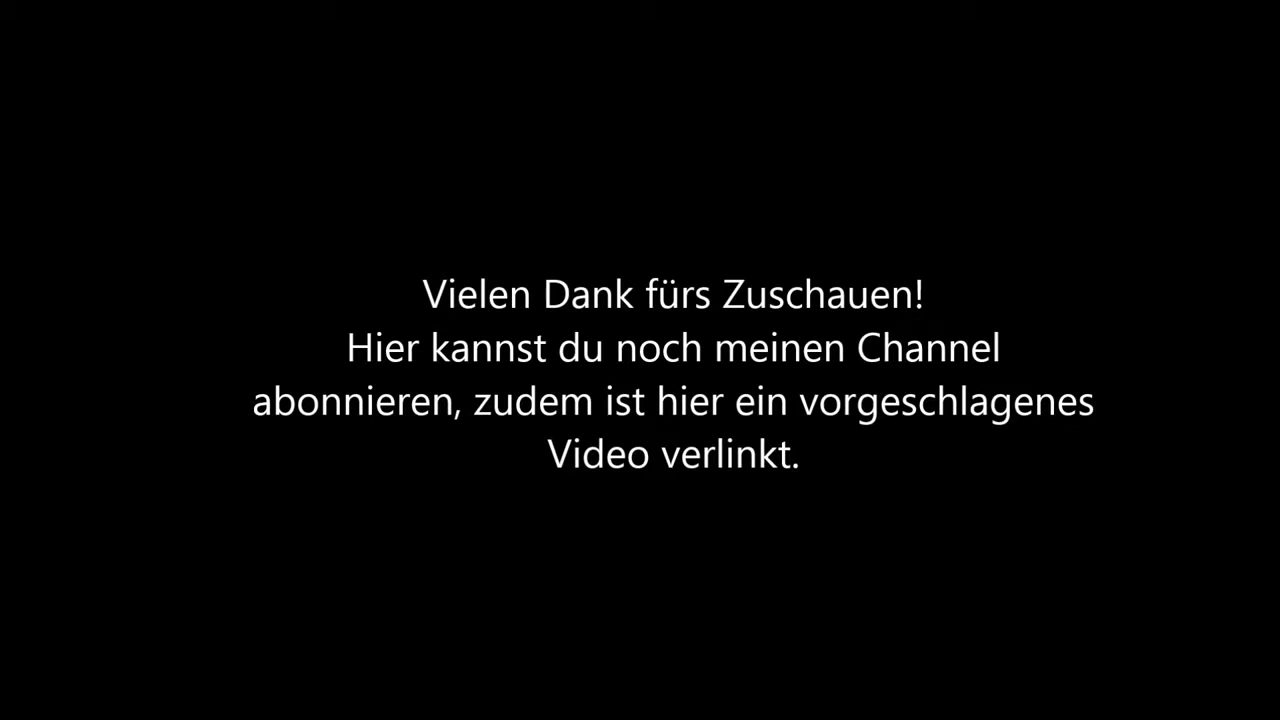 Vielen Dank fürs Zuschauen!
Hier kannst du noch meinen Channel
abonnieren, zudem ist hier ein vorgeschlagenes
Video verlinkt.